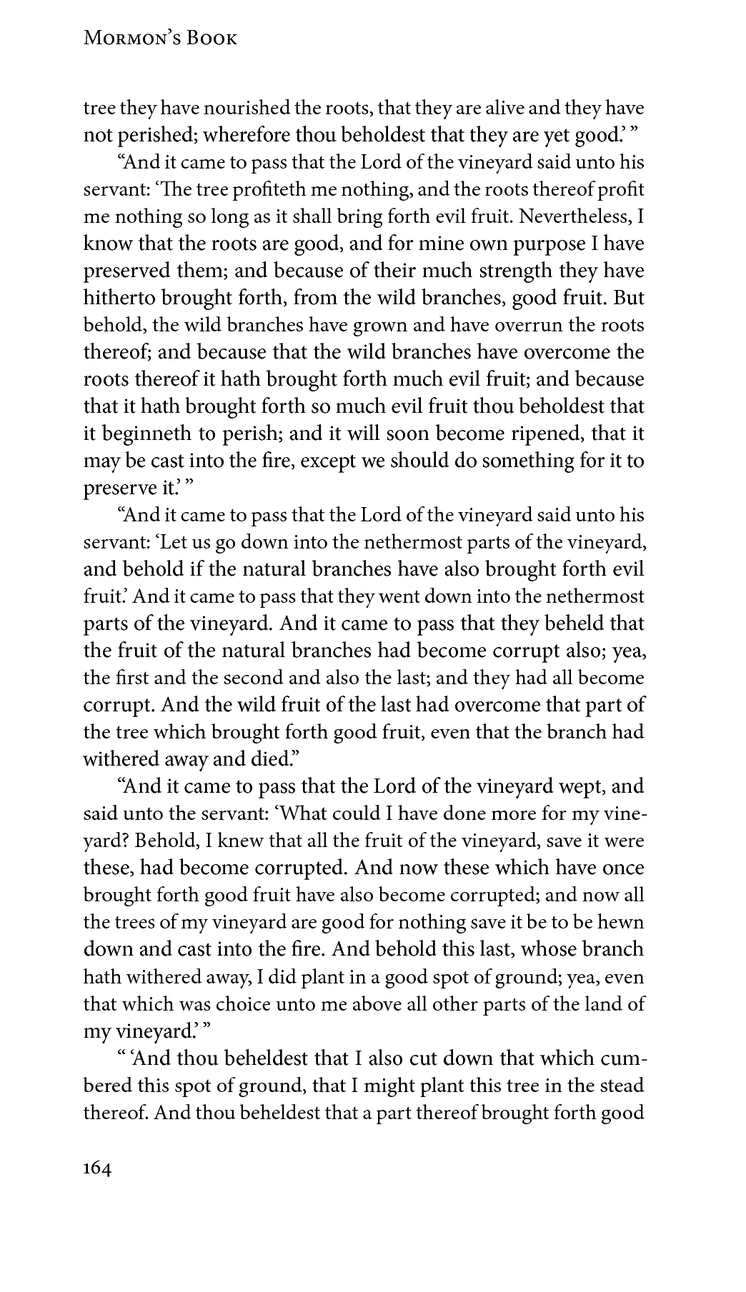 Mormon’s Book
tree they have nourished the roots, that they are alive and they have
not perished; wherefore thou beholdest that they are yet good.’ ”
“And it came to pass that the Lord of the vineyard said unto his
servant: ‘The tree profiteth me nothing, and the roots thereof profit
me nothing so long as it shall bring forth evil fruit. Nevertheless, I
know that the roots are good, and for mine own purpose I have
preserved them; and because of their much strength they have
hitherto brought forth, from the wild branches, good fruit. But
behold, the wild branches have grown and have overrun the roots
thereof; and because that the wild branches have overcome the
roots thereof it hath brought forth much evil fruit; and because
that it hath brought forth so much evil fruit thou beholdest that
it beginneth to perish; and it will soon become ripened, that it
may be cast into the fire, except we should do something for it to
preserve it.’ ”
“And it came to pass that the Lord of the vineyard said unto his
servant: ‘Let us go down into the nethermost parts of the vineyard,
and behold if the natural branches have also brought forth evil
fruit.’ And it came to pass that they went down into the nethermost
parts of the vineyard. And it came to pass that they beheld that
the fruit of the natural branches had become corrupt also; yea,
the first and the second and also the last; and they had all become
corrupt. And the wild fruit of the last had overcome that part of
the tree which brought forth good fruit, even that the branch had
withered away and died.”
“And it came to pass that the Lord of the vineyard wept, and
said unto the servant: ‘What could I have done more for my vine-
yard? Behold, I knew that all the fruit of the vineyard, save it were
these, had become corrupted. And now these which have once
brought forth good fruit have also become corrupted; and now all
the trees of my vineyard are good for nothing save it be to be hewn
down and cast into the fire. And behold this last, whose branch
hath withered away, I did plant in a good spot of ground; yea, even
that which was choice unto me above all other parts of the land of
my vineyard.’ ”
“ ‘And thou beheldest that I also cut down that which cum-
bered this spot of ground, that I might plant this tree in the stead
thereof. And thou beheldest that a part thereof brought forth good
164